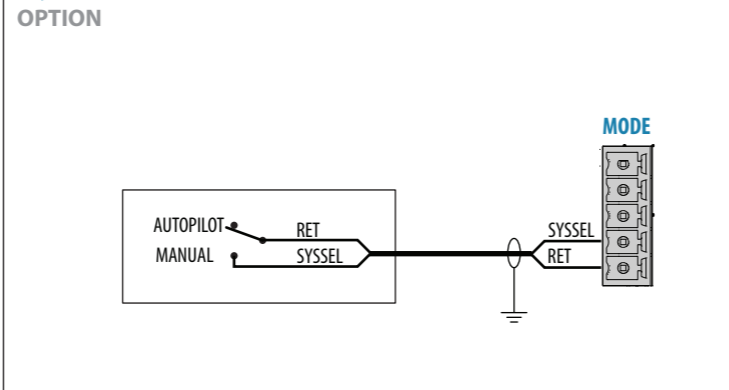 OPTION
MODE
AUTOPILOT
RET
MANUAL
SYSSEL
SYSSEL
RET